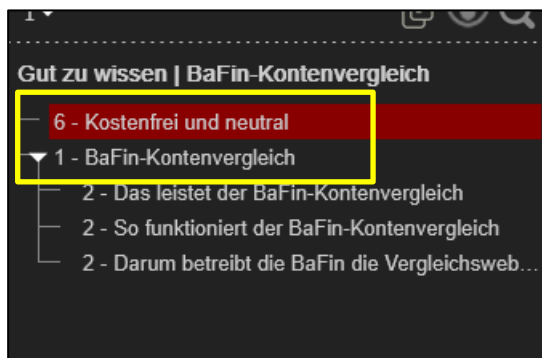 1
Gut zu wissen | BaFin-Kontenvergleich
6 - Kostenfrei und neutral
1 - BaFin-Kontenvergleich
2 - Das leistet der BaFin-Kontenvergleich
2 - So funktioniert der BaFin-Kontenvergleich
2 - Darum betreibt die BaFin die Vergleichsweb...